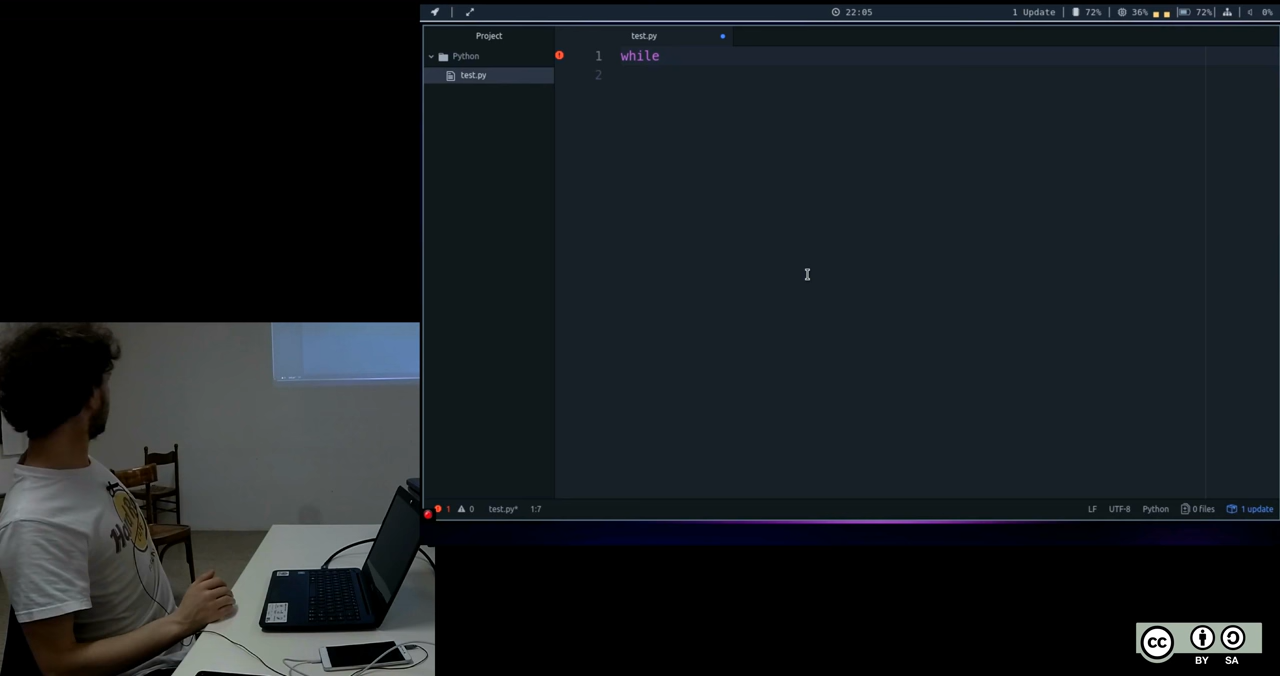 22:05
1 Update
72%
36%
72%
0%
Project
test.py
Python
test.py
1 while
2
1 0 test.py* 1:7
LF UTF-8 Python 0 files 1 update
cc
BY SA